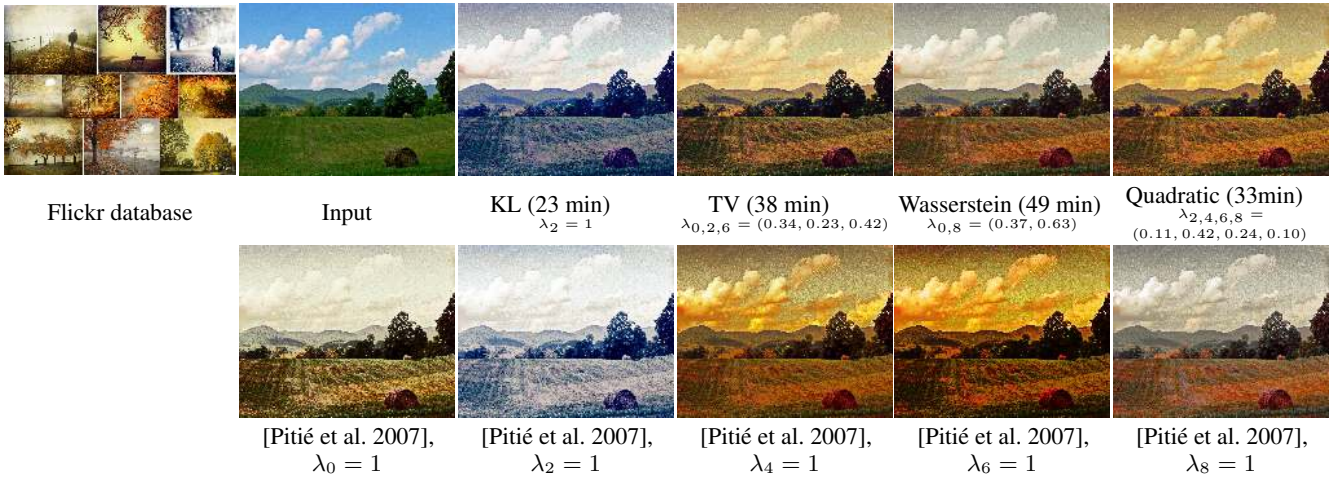 Flickr database
Input
KL (23 min)
λ₂ = 1
TV (38 min)
λ₀,₂,₆ = (0.34, 0.23, 0.42)
Wasserstein (49 min)
λ₀,₈ = (0.37, 0.63)
Quadratic (33min)
λ₂,₄,₆,₈ =
(0.11, 0.42, 0.24, 0.10)
[Pitié et al. 2007],
λ₀ = 1
[Pitié et al. 2007],
λ₂ = 1
[Pitié et al. 2007],
λ₄ = 1
[Pitié et al. 2007],
λ₆ = 1
[Pitié et al. 2007],
λ₈ = 1